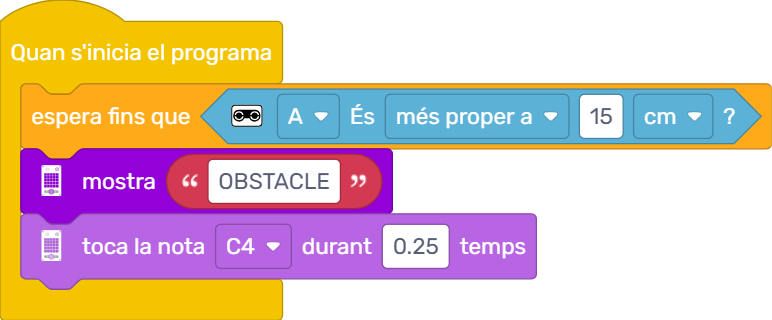 Quan s'inicia el programa
espera fins que A És més proper a 15 cm ?
mostra “ OBSTACLE ”
toca la nota C4 durant 0.25 temps